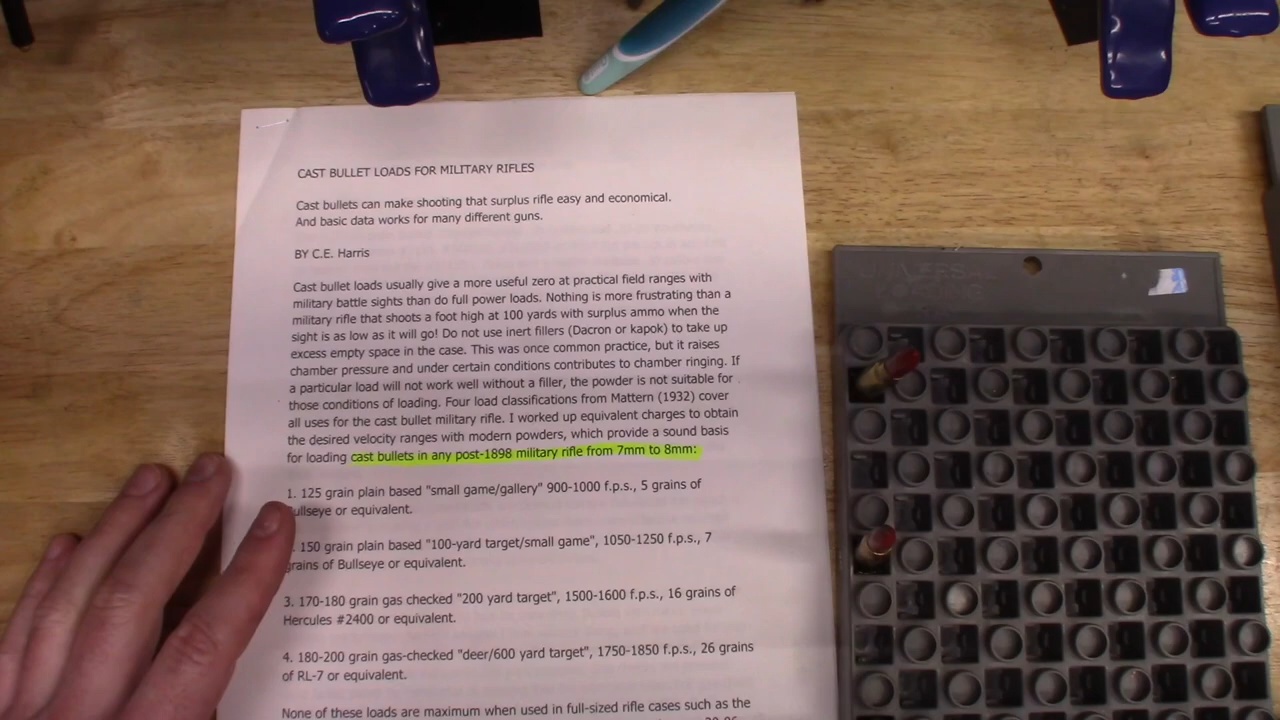 CAST BULLET LOADS FOR MILITARY RIFLES
Cast bullets can make shooting that surplus rifle easy and economical.
And basic data works for many different guns.
BY C.E. Harris
Cast bullet loads usually give a more useful zero at practical field ranges with
military battle sights than do full power loads. Nothing is more frustrating than a
military rifle that shoots a foot high at 100 yards with surplus ammo when the
sight is as low as it will go! Do not use inert fillers (Dacron or kapok) to take up
excess empty space in the case. This was once common practice, but it raises
chamber pressure and under certain conditions contributes to chamber ringing. If
a particular load will not work well without a filler, the powder is not suitable for
those conditions of loading. Four load classifications from Mattern (1932) cover
all uses for the cast bullet military rifle. I worked up equivalent charges to obtain
the desired velocity ranges with modern powders, which provide a sound basis
for loading cast bullets in any post-1898 military rifle from 7mm to 8mm:
1. 125 grain plain based "small game/gallery" 900-1000 f.p.s., 5 grains of
Bullseye or equivalent.
. 150 grain plain based "100-yard target/small game", 1050-1250 f.p.s., 7
grains of Bullseye or equivalent.
3. 170-180 grain gas checked "200 yard target", 1500-1600 f.p.s., 16 grains of
Hercules #2400 or equivalent.
4. 180-200 grain gas-checked "deer/600 yard target", 1750-1850 f.p.s., 26 grains
of RL-7 or equivalent.
None of these loads are maximum when used in full-sized rifle cases such as the